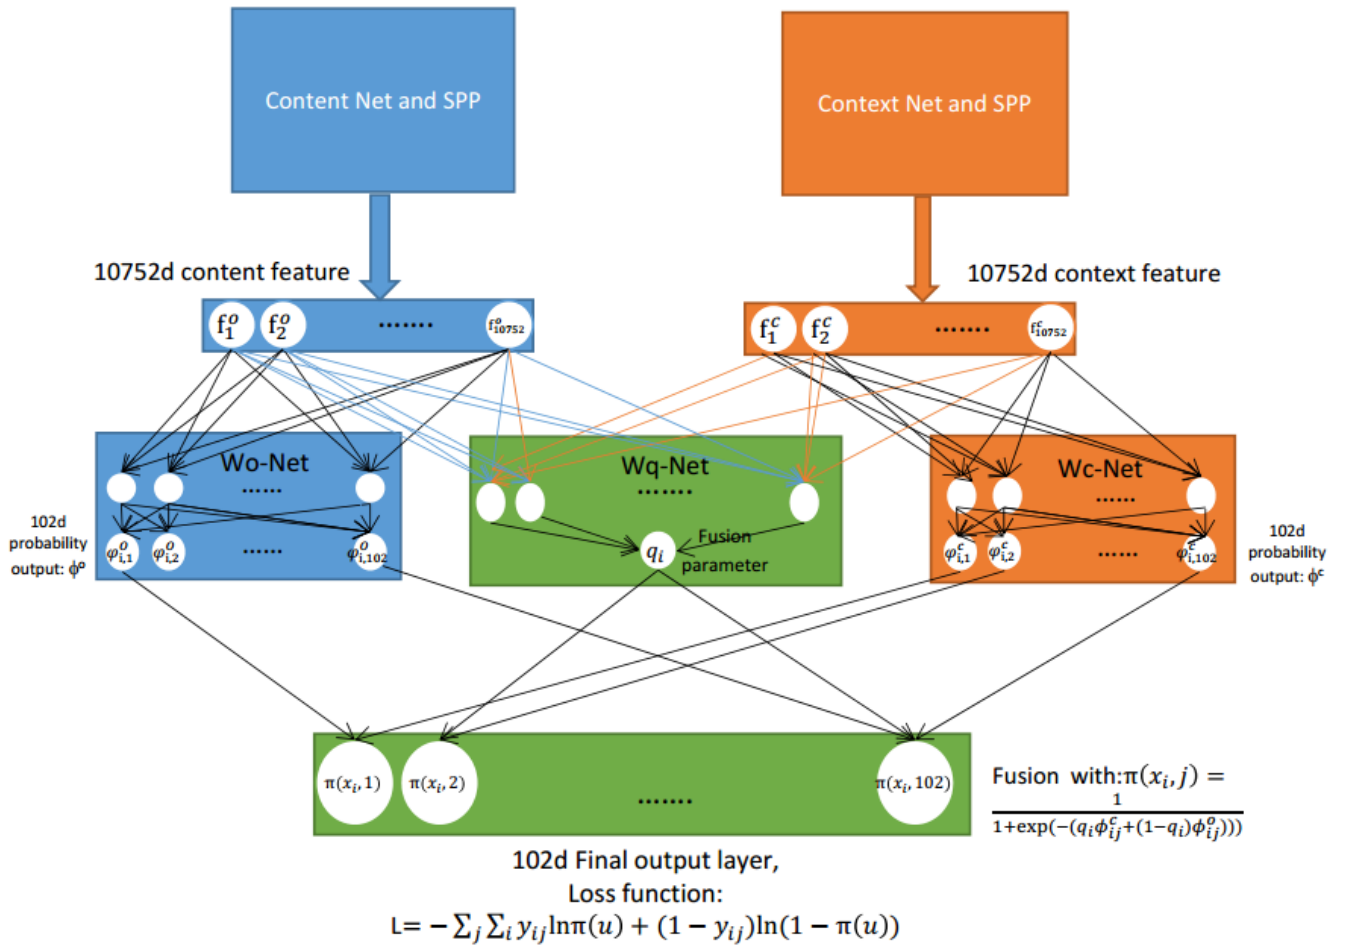 Content Net and SPP
Context Net and SPP
10752d content feature
10752d context feature
f₁ᵒ f₂ᵒ ……. fᵒ₁₀₇₅₂
f₁ᶜ f₂ᶜ ……. fᶜ₁₀₇₅₂
Wo-Net
……
Wq-Net
…….
Wc-Net
……
102d
probability
output: ϕᵒ
φᵒᵢ,₁ φᵒᵢ,₂ …… φᵒᵢ,₁₀₂
qᵢ
Fusion
parameter
φᶜᵢ,₁ φᶜᵢ,₂ …… φᶜᵢ,₁₀₂
102d
probability
output: ϕᶜ
π(xᵢ, 1) π(xᵢ, 2) ……. π(xᵢ, 102)
Fusion with:π(xᵢ, j) =
1
1+exp(−(qᵢϕᶜᵢⱼ+(1−qᵢ)ϕᵒᵢⱼ)))
102d Final output layer,
Loss function:
L= − ∑ⱼ ∑ᵢ yᵢⱼlnπ(u) + (1 − yᵢⱼ)ln(1 − π(u))